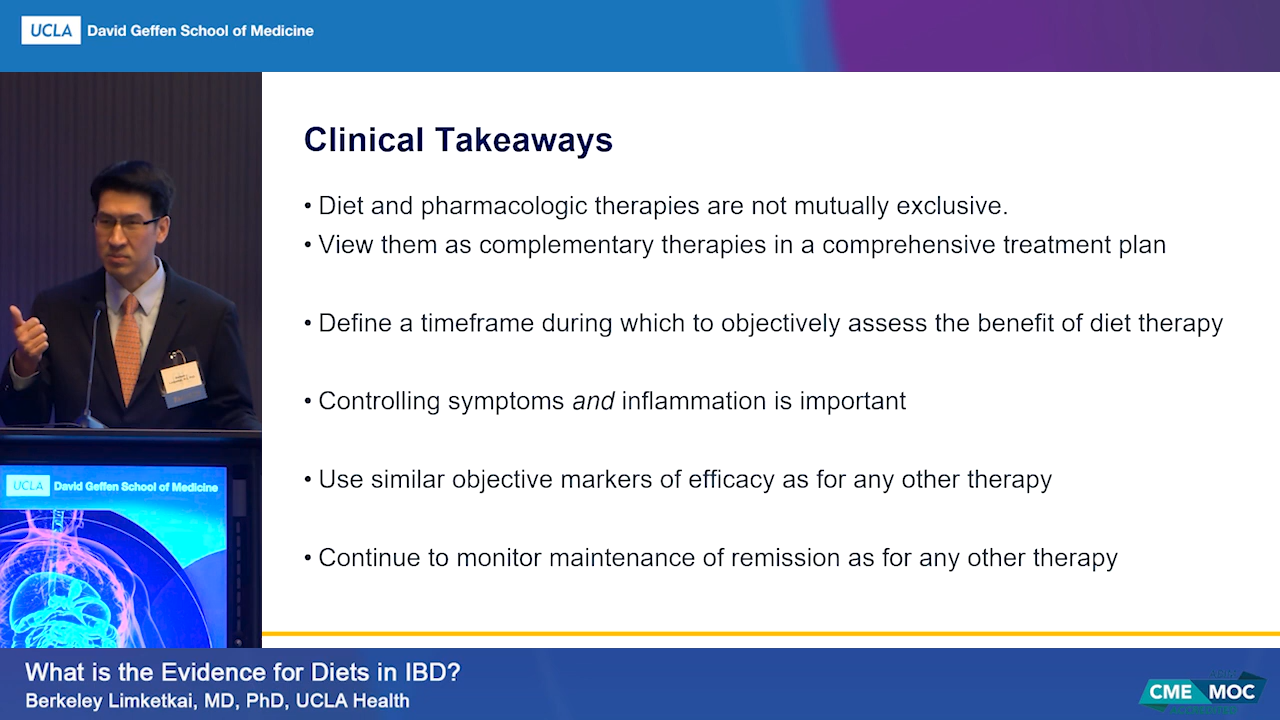 UCLA David Geffen School of Medicine
Clinical Takeaways
• Diet and pharmacologic therapies are not mutually exclusive.
• View them as complementary therapies in a comprehensive treatment plan
• Define a timeframe during which to objectively assess the benefit of diet therapy
• Controlling symptoms and inflammation is important
• Use similar objective markers of efficacy as for any other therapy
• Continue to monitor maintenance of remission as for any other therapy
UCLA David Geffen School of Medicine
What is the Evidence for Diets in IBD?
Berkeley Limketkai, MD, PhD, UCLA Health
CME MOC